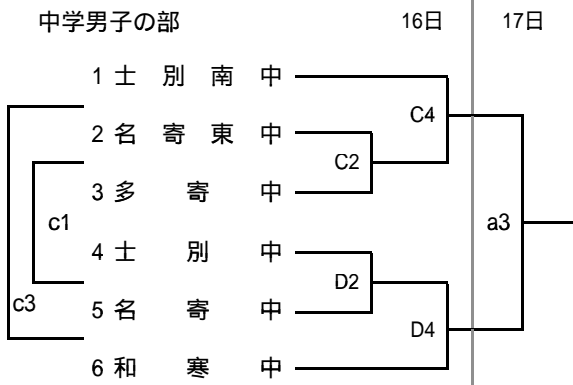 中学男子の部 16日 17日
1 士別南中
C4
2 名寄東中
C2
3 多寄中
c1 a3
4 士別中
D2
c3
5 名寄中
D4
6 和寒中